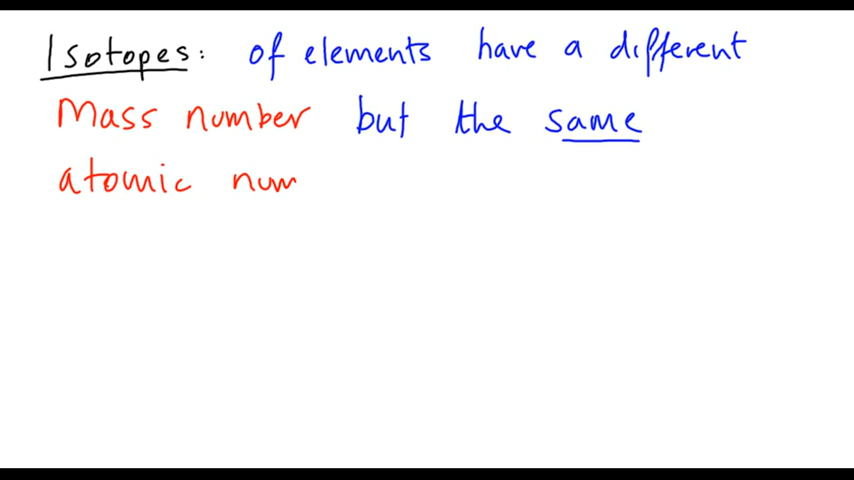 Isotopes: of elements have a different
Mass number but the same
atomic num